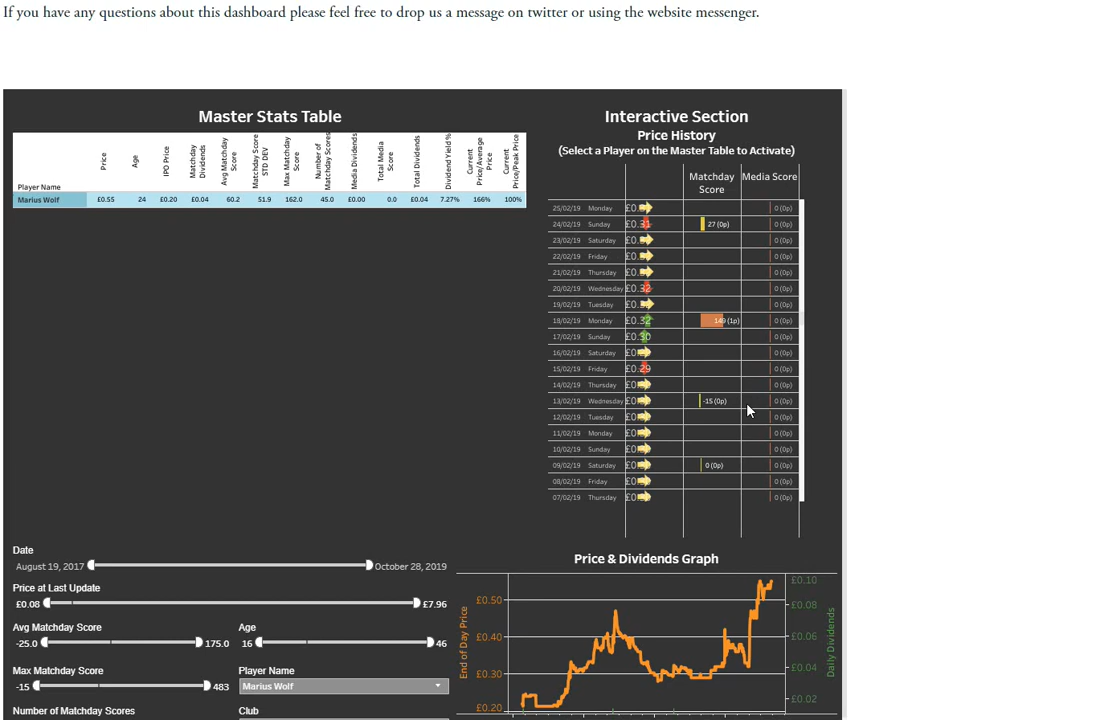 If you have any questions about this dashboard please feel free to drop us a message on twitter or using the website messenger.
Master Stats Table
Player Name
Price
Age
IPO Price
Matchday Dividends
Avg Matchday Score
Matchday Score STD DEV
Max Matchday Score
Number of Matchday Scores
Media Dividends
Total Media Score
Total Dividends
Dividend Yield %
Current Price/Average Price
Current Price/Peak Price
Marius Wolf £0.55 24 £0.20 £0.04 60.2 51.9 162.0 45.0 £0.00 0.0 £0.04 7.27% 166% 100%
Interactive Section
Price History
(Select a Player on the Master Table to Activate)
Matchday Score
Media Score
25/02/19 Monday 0 (0p)
24/02/19 Sunday £0.31 27 (0p) 0 (0p)
23/02/19 Saturday 0 (0p)
22/02/19 Friday 0 (0p)
21/02/19 Thursday 0 (0p)
20/02/19 Wednesday £0.32 0 (0p)
19/02/19 Tuesday 0 (0p)
18/02/19 Monday £0.32 149 (1p) 0 (0p)
17/02/19 Sunday £0.30 0 (0p)
16/02/19 Saturday 0 (0p)
15/02/19 Friday £0.29 0 (0p)
14/02/19 Thursday 0 (0p)
13/02/19 Wednesday -15 (0p) 0 (0p)
12/02/19 Tuesday 0 (0p)
11/02/19 Monday 0 (0p)
10/02/19 Sunday 0 (0p)
09/02/19 Saturday 0 (0p) 0 (0p)
08/02/19 Friday 0 (0p)
07/02/19 Thursday 0 (0p)
Date
August 19, 2017 October 28, 2019
Price at Last Update
£0.08 £7.96
Avg Matchday Score
-25.0 175.0
Age
16 46
Max Matchday Score
-15 483
Player Name
Marius Wolf
Number of Matchday Scores
Club
Price & Dividends Graph
End of Day Price
£0.50
£0.40
£0.30
£0.20
£0.10
£0.08
£0.06
£0.04
£0.02
Daily Dividends